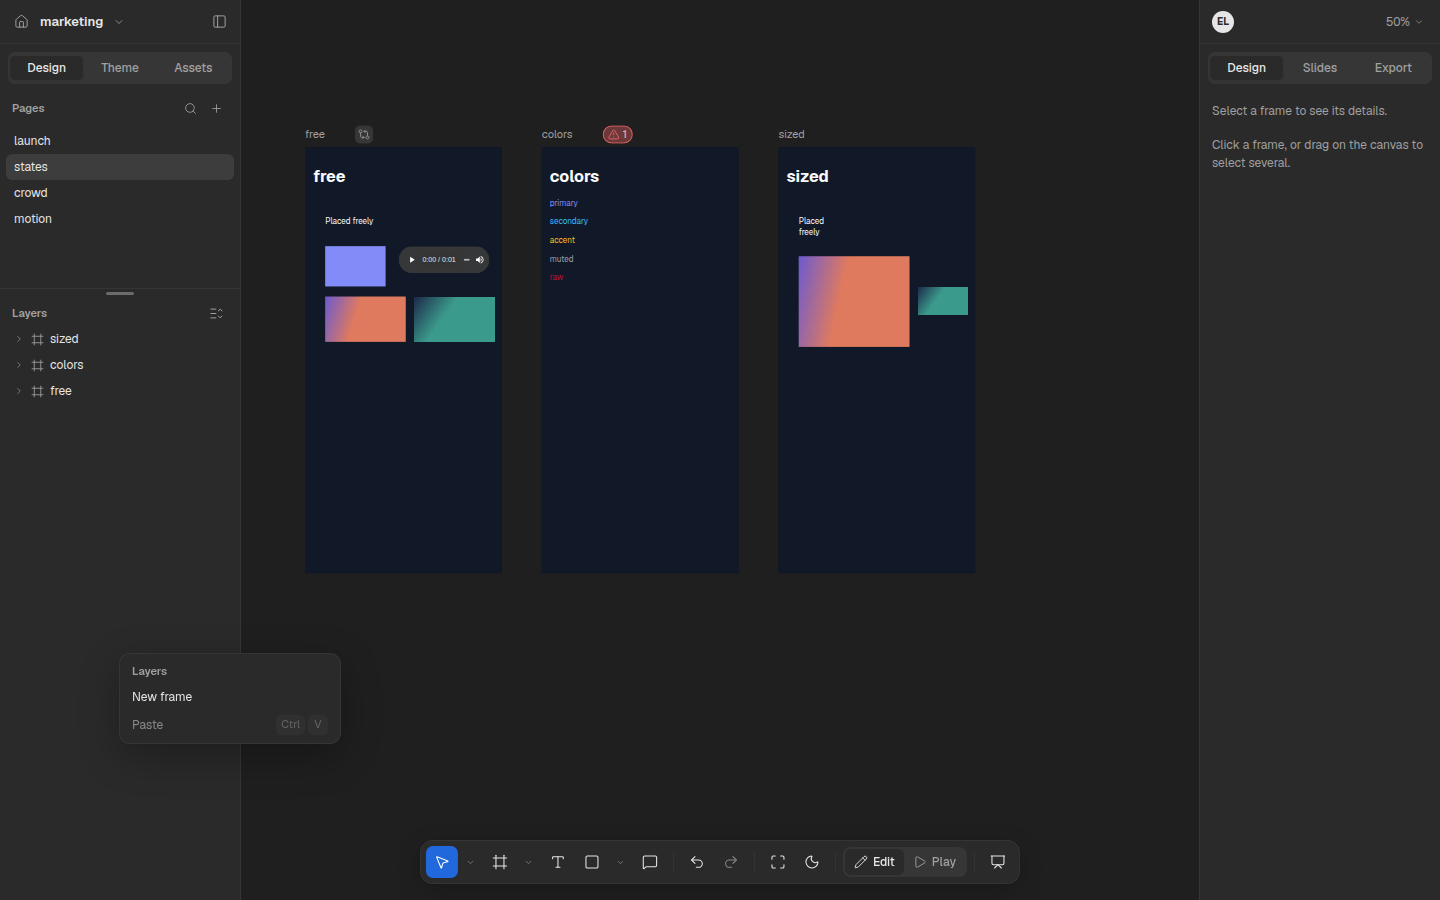 marketing
Design
Theme
Assets
Pages
launch
states
crowd
motion
Layers
sized
colors
free
Layers
New frame
Paste
Ctrl
V
free
free
Placed freely
0:00 / 0:01
colors
1
colors
primary
secondary
accent
muted
raw
sized
sized
Placed
freely
Edit
Play
EL
50%
Design
Slides
Export
Select a frame to see its details.
Click a frame, or drag on the canvas to
select several.